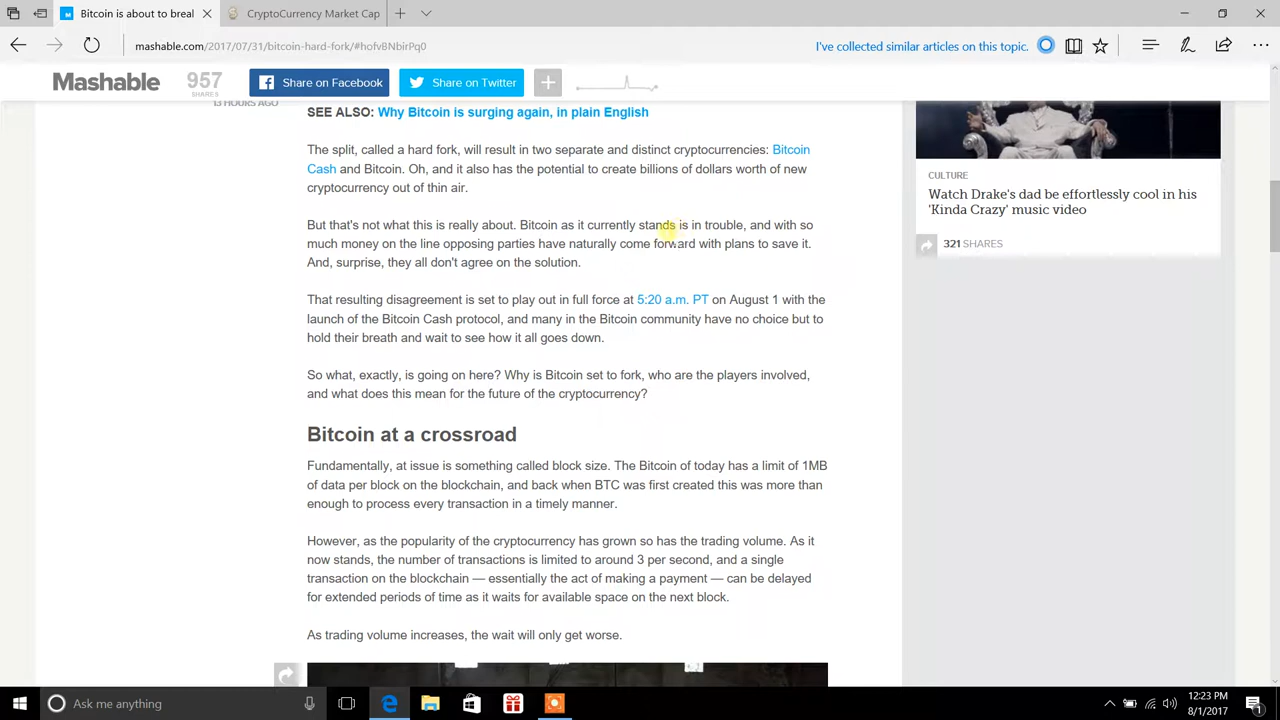 Bitcoin is about to breal
CryptoCurrency Market Cap
mashable.com/2017/07/31/bitcoin-hard-fork/#hofvBNbirPq0
I've collected similar articles on this topic.
Mashable
957
SHARES
Share on Facebook
Share on Twitter
13 HOURS AGO
SEE ALSO: Why Bitcoin is surging again, in plain English
The split, called a hard fork, will result in two separate and distinct cryptocurrencies: Bitcoin
Cash and Bitcoin. Oh, and it also has the potential to create billions of dollars worth of new
cryptocurrency out of thin air.
But that's not what this is really about. Bitcoin as it currently stands is in trouble, and with so
much money on the line opposing parties have naturally come forward with plans to save it.
And, surprise, they all don't agree on the solution.
That resulting disagreement is set to play out in full force at 5:20 a.m. PT on August 1 with the
launch of the Bitcoin Cash protocol, and many in the Bitcoin community have no choice but to
hold their breath and wait to see how it all goes down.
So what, exactly, is going on here? Why is Bitcoin set to fork, who are the players involved,
and what does this mean for the future of the cryptocurrency?
Bitcoin at a crossroad
Fundamentally, at issue is something called block size. The Bitcoin of today has a limit of 1MB
of data per block on the blockchain, and back when BTC was first created this was more than
enough to process every transaction in a timely manner.
However, as the popularity of the cryptocurrency has grown so has the trading volume. As it
now stands, the number of transactions is limited to around 3 per second, and a single
transaction on the blockchain — essentially the act of making a payment — can be delayed
for extended periods of time as it waits for available space on the next block.
As trading volume increases, the wait will only get worse.
CULTURE
Watch Drake's dad be effortlessly cool in his
'Kinda Crazy' music video
321 SHARES
Ask me anything
12:23 PM
8/1/2017
1